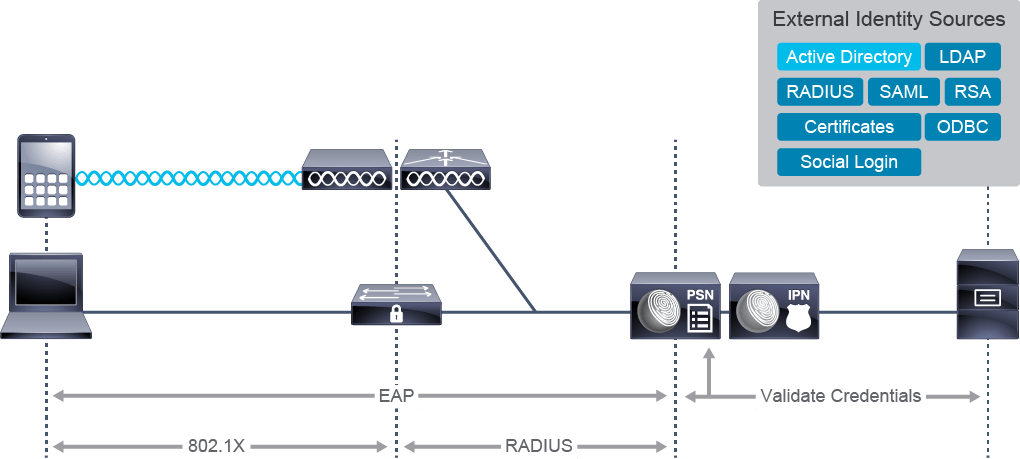 External Identity Sources
Active Directory LDAP
RADIUS SAML RSA
Certificates ODBC
Social Login
PSN IPN
EAP Validate Credentials
802.1X RADIUS